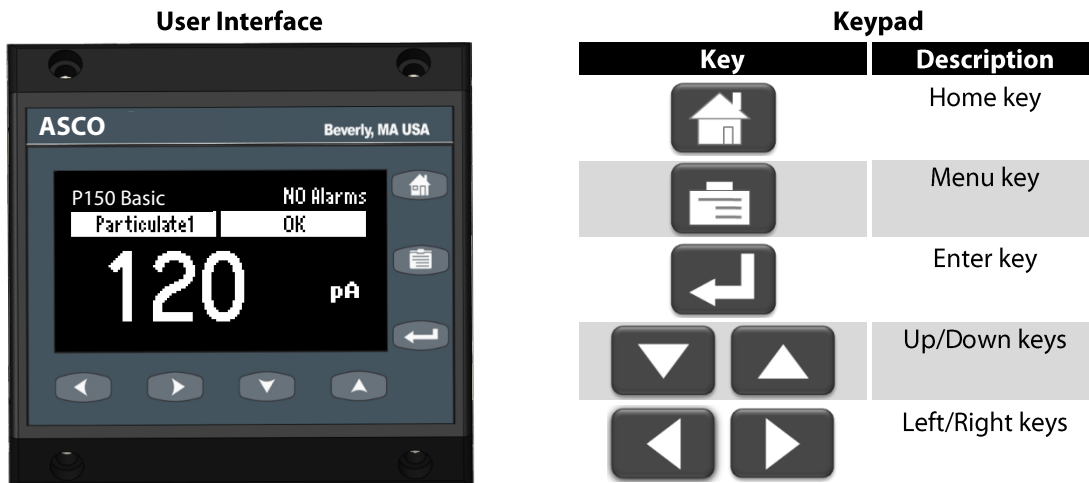 User Interface
ASCO
Beverly, MA USA
P150 Basic
NO Alarms
Particulate1
OK
120
pA
Keypad
Key Description
Home key
Menu key
Enter key
Up/Down keys
Left/Right keys